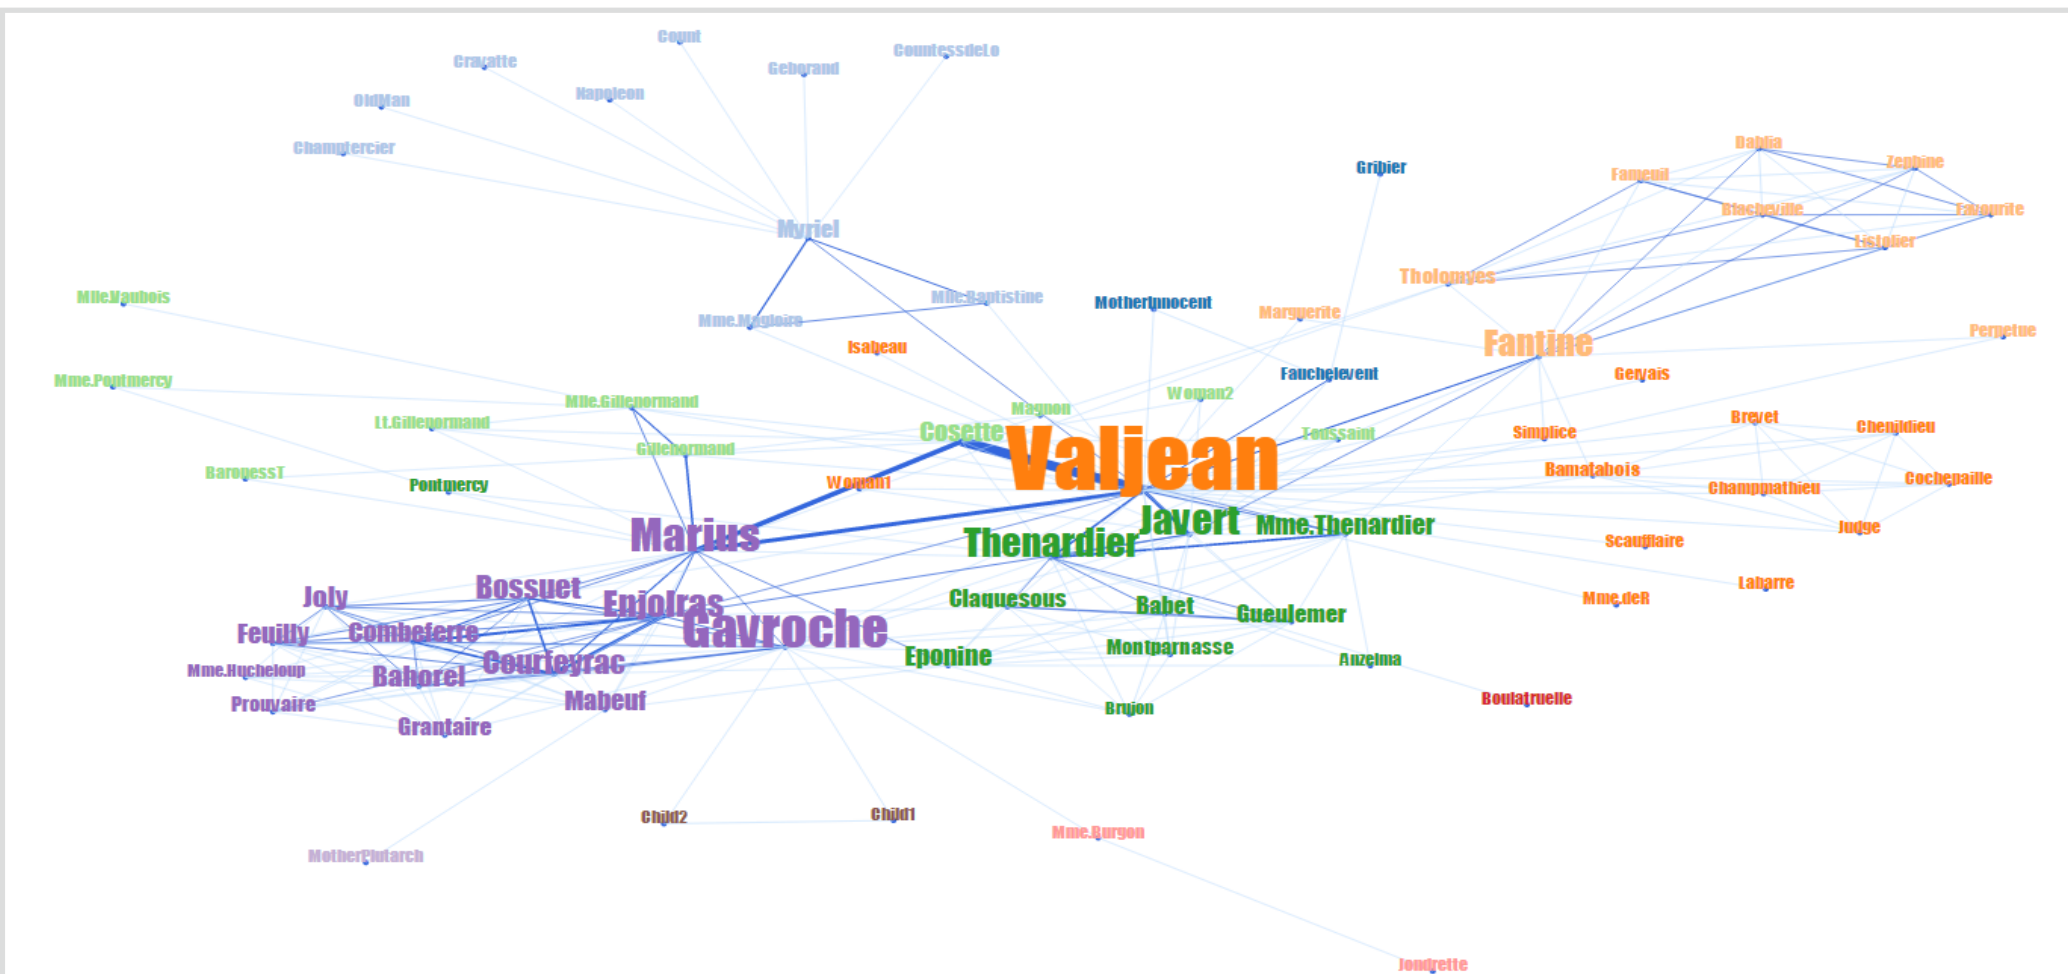 Count
CountessdeLo
Cravatte
Geborand
Napoleon
OldMan
Champtercier
Dahlia
Zephine
Gribier
Fameuil
Blacheville
Favourite
Myriel
Listolier
Tholomyes
Mlle.Vaubois
Mlle.Baptistine
MotherInnocent
Marguerite
Mme.Magloire
Perpetue
Fantine
Isabeau
Fauchelevent
Gervais
Mme.Pontmercy
Woman2
Mlle.Gillenormand
Magnon
Lt.Gillenormand
Brevet
Chenildieu
Cosette
Toussaint
Simplice
Gillenormand
Valjean
BaronessT
Bamatabois
Cochepaille
Pontmercy
Woman1
Champmathieu
Javert
Mme.Thenardier
Judge
Marius
Thenardier
Scaufflaire
Labarre
Bossuet
Joly
Claquesous
Mme.deR
Enjolras
Babet
Gueulemer
Gavroche
Feuilly
Combeferre
Montparnasse
Eponine
Anzelma
Courfeyrac
Mme.Hucheloup
Bahorel
Boulatruelle
Mabeuf
Prouvaire
Brujon
Grantaire
Child1
Child2
Mme.Burgon
MotherPlutarch
Jondrette